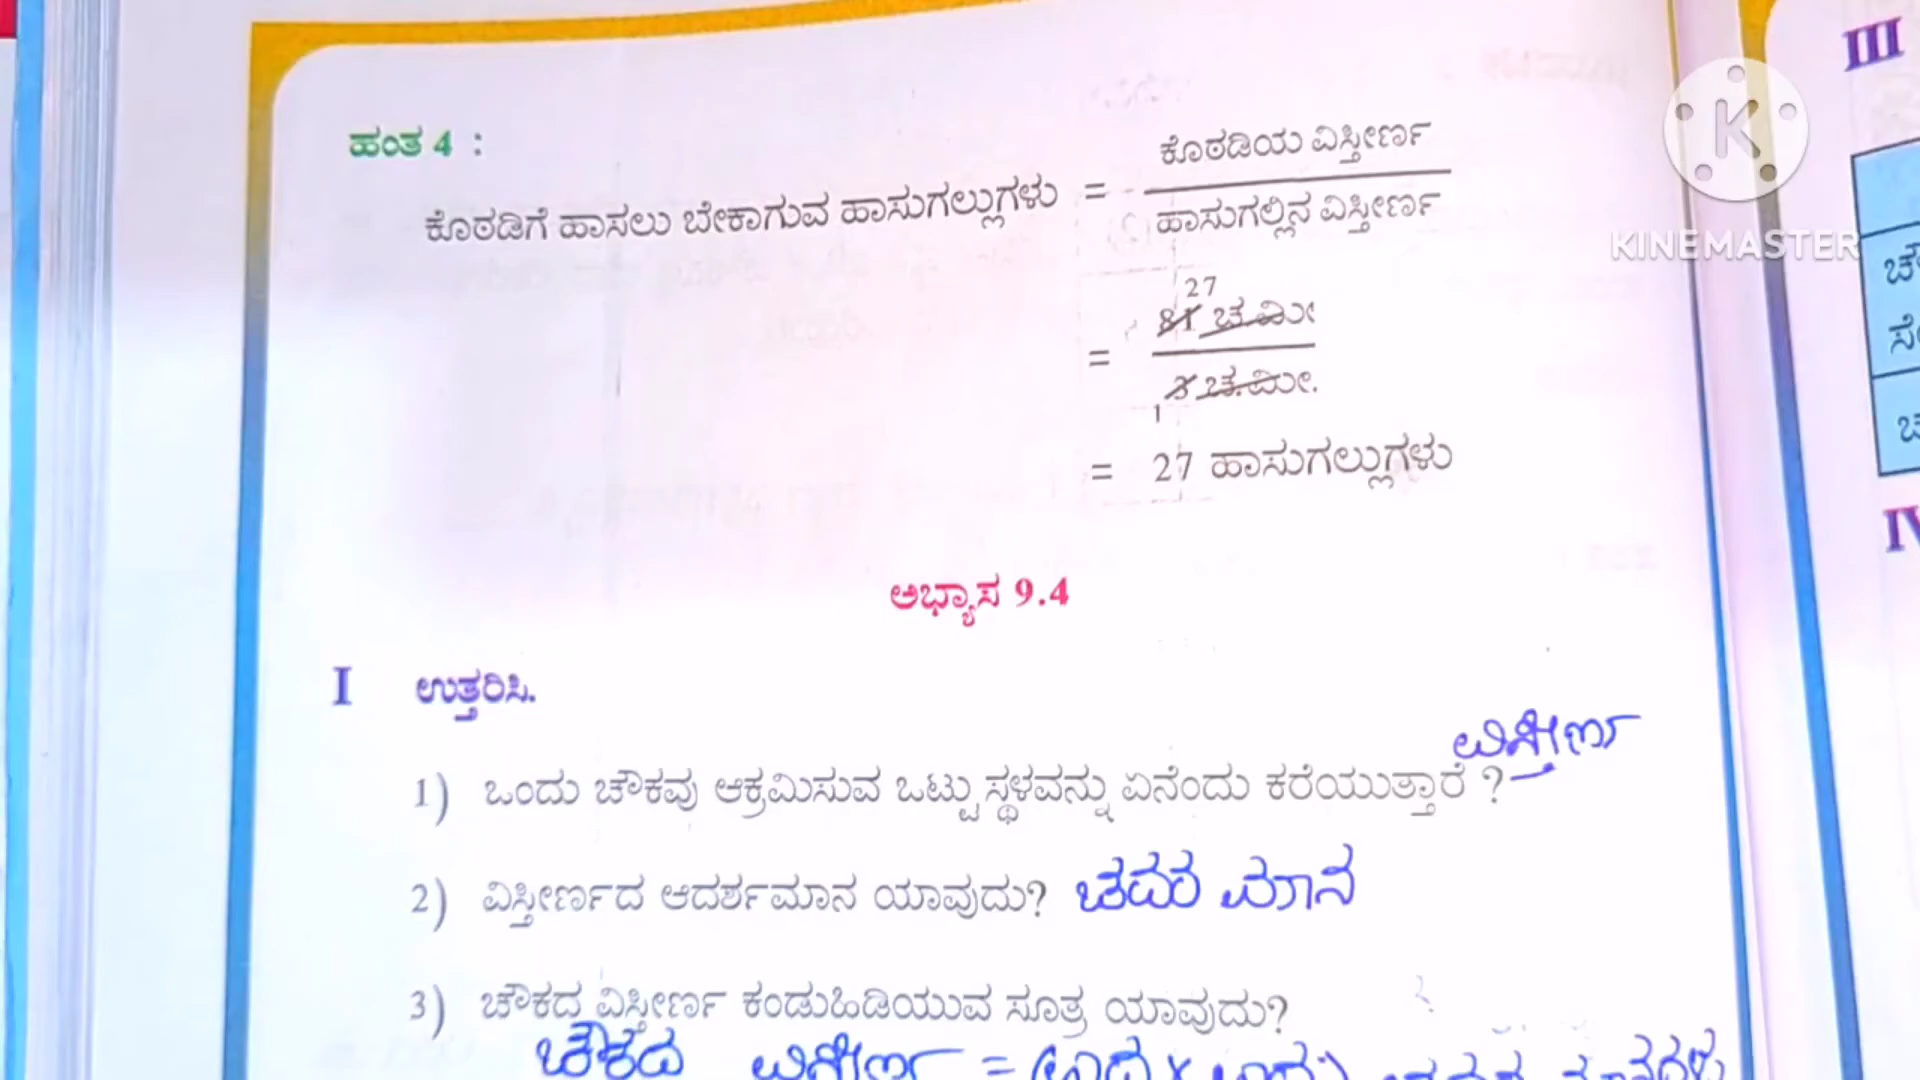 ಹಂತ 4 :
ಕೊಠಡಿಯ ವಿಸ್ತೀರ್ಣ
ಕೊಠಡಿಗೆ ಹಾಸಲು ಬೇಕಾಗುವ ಹಾಸುಗಲ್ಲುಗಳು =
ಹಾಸುಗಲ್ಲಿನ ವಿಸ್ತೀರ್ಣ
27
81 ಚ.ಮೀ
=
3 ಚ.ಮೀ.
1
= 27 ಹಾಸುಗಲ್ಲುಗಳು
ಅಭ್ಯಾಸ 9.4
I ಉತ್ತರಿಸಿ.
ವಿಸ್ತೀರ್ಣ
1) ಒಂದು ಚೌಕವು ಆಕ್ರಮಿಸುವ ಒಟ್ಟು ಸ್ಥಳವನ್ನು ಏನೆಂದು ಕರೆಯುತ್ತಾರೆ ?
2) ವಿಸ್ತೀರ್ಣದ ಆದರ್ಶಮಾನ ಯಾವುದು? ಚದುರ ಮಾನ
3) ಚೌಕದ ವಿಸ್ತೀರ್ಣ ಕಂಡುಹಿಡಿಯುವ ಸೂತ್ರ ಯಾವುದು?
ಚೌಕದ ವಿಸ್ತೀರ್ಣ =
III
IV
K
KINEMASTER